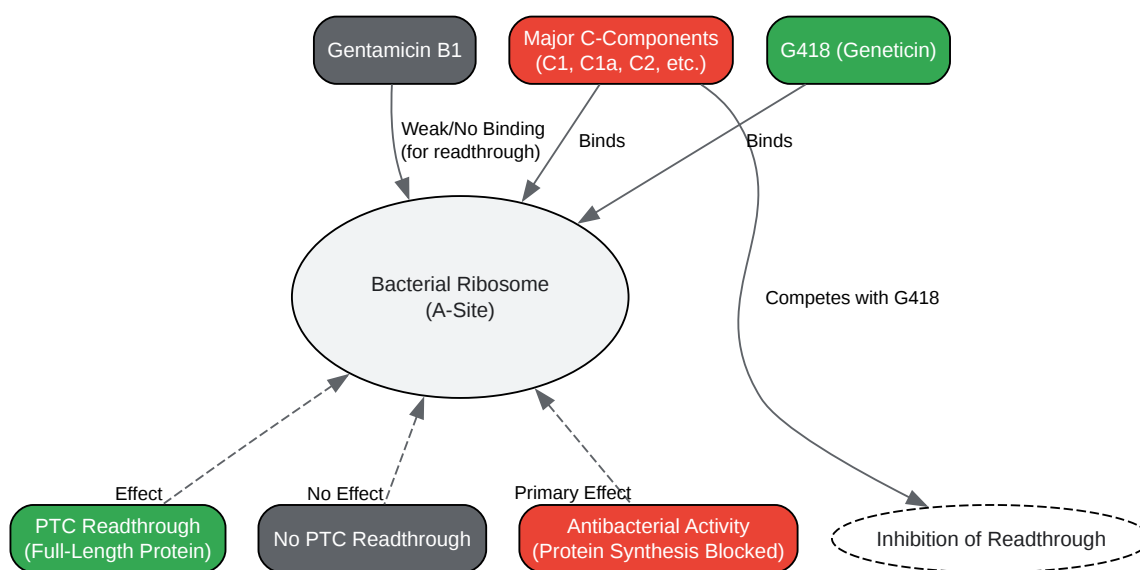 Gentamicin B1
Major C-Components
(C1, C1a, C2, etc.)
G418 (Geneticin)
Weak/No Binding
(for readthrough)
Binds
Binds
Bacterial Ribosome
(A-Site)
Competes with G418
Effect
No Effect
Primary Effect
PTC Readthrough
(Full-Length Protein)
No PTC Readthrough
Antibacterial Activity
(Protein Synthesis Blocked)
Inhibition of Readthrough